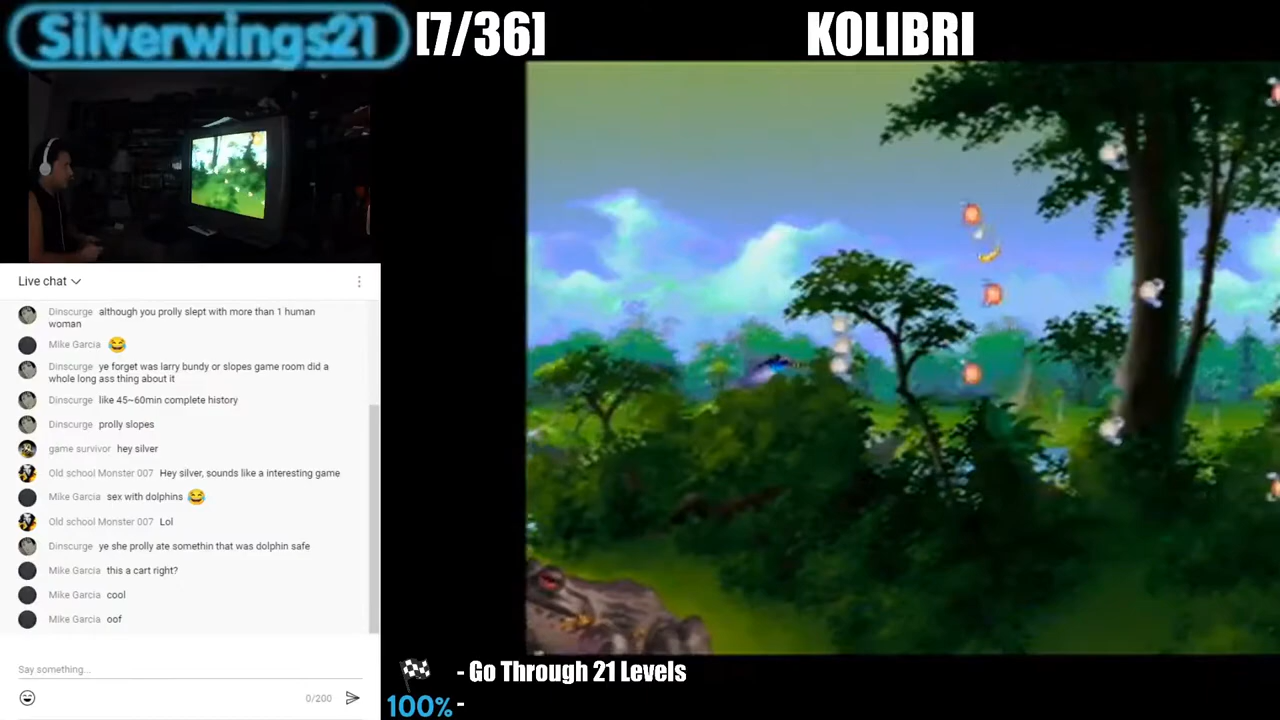 Silverwings21 [7/36] KOLIBRI
Live chat
Dinscurge although you prolly slept with more than 1 human
woman
Mike Garcia 😂
Dinscurge ye forget was larry bundy or slopes game room did a
whole long ass thing about it
Dinscurge like 45~60min complete history
Dinscurge prolly slopes
game survivor hey silver
Old school Monster 007 Hey silver, sounds like a interesting game
Mike Garcia sex with dolphins 😂
Old school Monster 007 Lol
Dinscurge ye she prolly ate somethin that was dolphin safe
Mike Garcia this a cart right?
Mike Garcia cool
Mike Garcia oof
Say something...
0/200
- Go Through 21 Levels
100% -